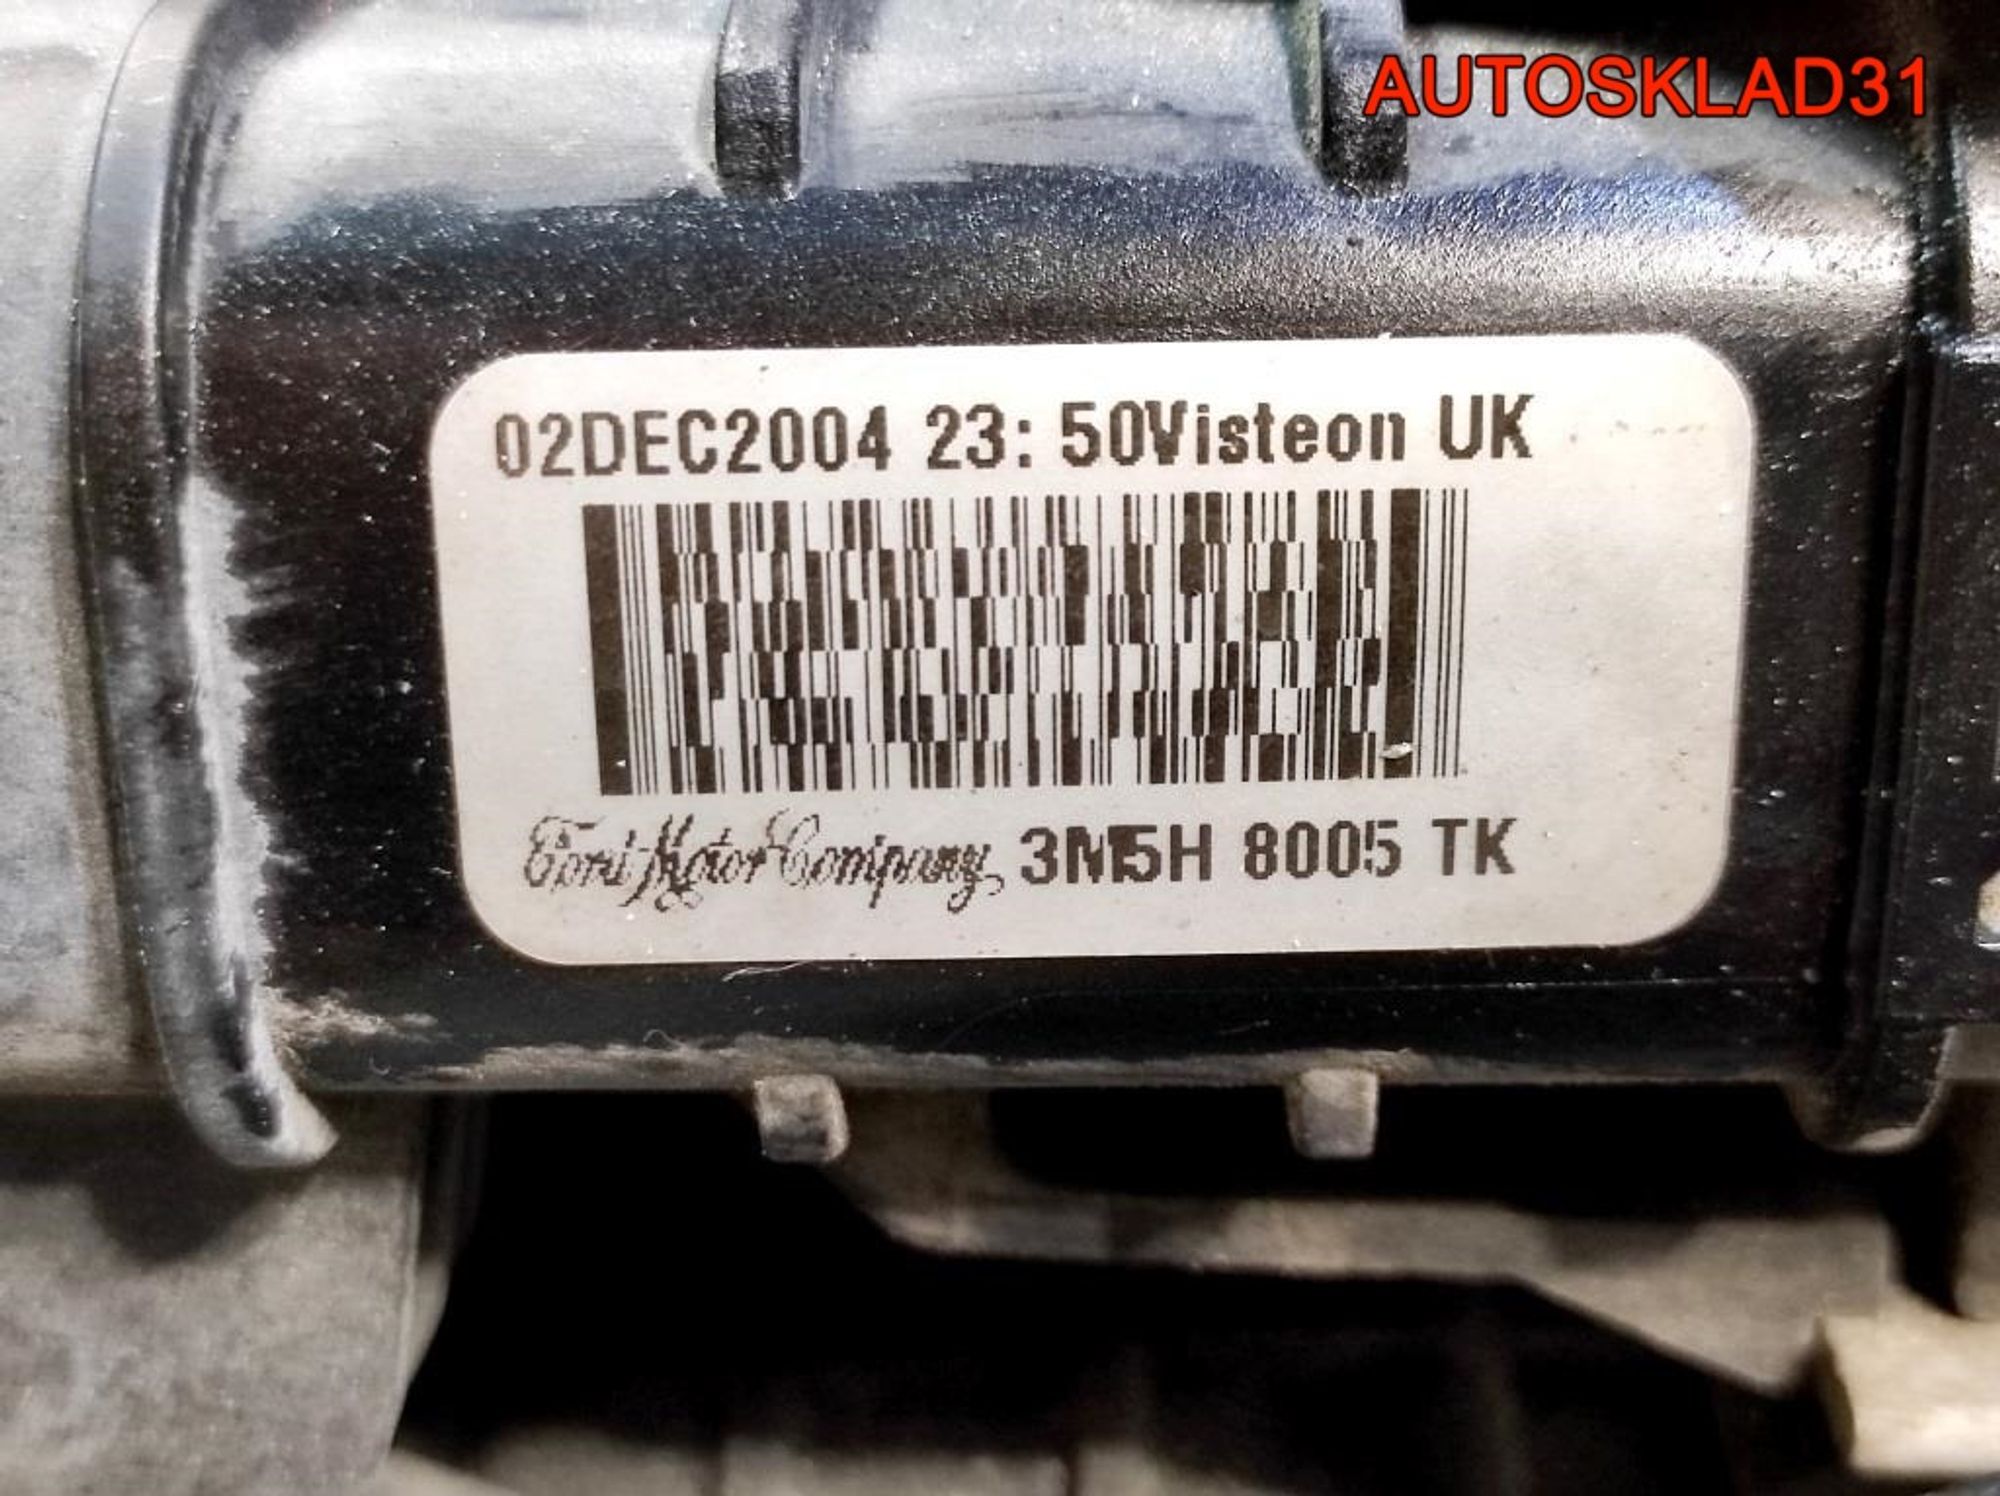 AUTOSKLAD31
02DEC2004 23: 50Visteon UK
Ford Motor Company 3M5H 8005 TK